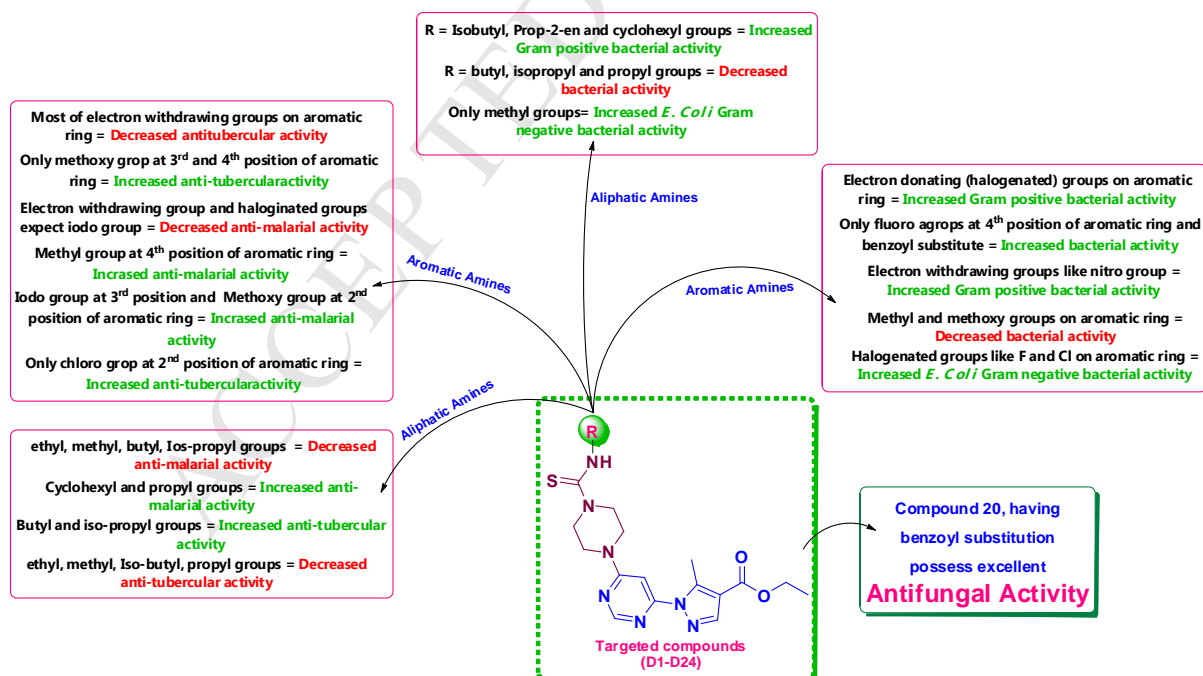 ACCEPTED
R = Isobutyl, Prop-2-en and cyclohexyl groups = Increased
Gram positive bacterial activity
R = butyl, isopropyl and propyl groups = Decreased
bacterial activity
Only methyl groups= Increased E. Coli Gram
negative bacterial activity
Most of electron withdrawing groups on aromatic
ring = Decreased antitubercular activity
Only methoxy grop at 3rd and 4th position of aromatic
ring = Increased anti-tubercularactivity
Electron withdrawing group and haloginated groups
expect iodo group = Decreased anti-malarial activity
Methyl group at 4th position of aromatic ring =
Incrased anti-malarial activity
Iodo group at 3rd position and Methoxy group at 2nd
position of aromatic ring = Incrased anti-malarial
activity
Only chloro grop at 2nd position of aromatic ring =
Increased anti-tubercularactivity
Electron donating (halogenated) groups on aromatic
ring = Increased Gram positive bacterial activity
Only fluoro agrops at 4th position of aromatic ring and
benzoyl substitute = Increased bacterial activity
Electron withdrawing groups like nitro group =
Increased Gram positive bacterial activity
Methyl and methoxy groups on aromatic ring =
Decreased bacterial activity
Halogenated groups like F and Cl on aromatic ring =
Increased E. Coli Gram negative bacterial activity
Aliphatic Amines
Aromatic Amines
Aromatic Amines
Aliphatic Amines
ethyl, methyl, butyl, Ios-propyl groups = Decreased
anti-malarial activity
Cyclohexyl and propyl groups = Increased anti-
malarial activity
Butyl and iso-propyl groups = Increased anti-tubercular
activity
ethyl, methyl, Iso-butyl, propyl groups = Decreased
anti-tubercular activity
R
NH
S
N
N
N
N
N
N
O
O
Targeted compounds
(D1-D24)
Compound 20, having
benzoyl substitution
possess excellent
Antifungal Activity